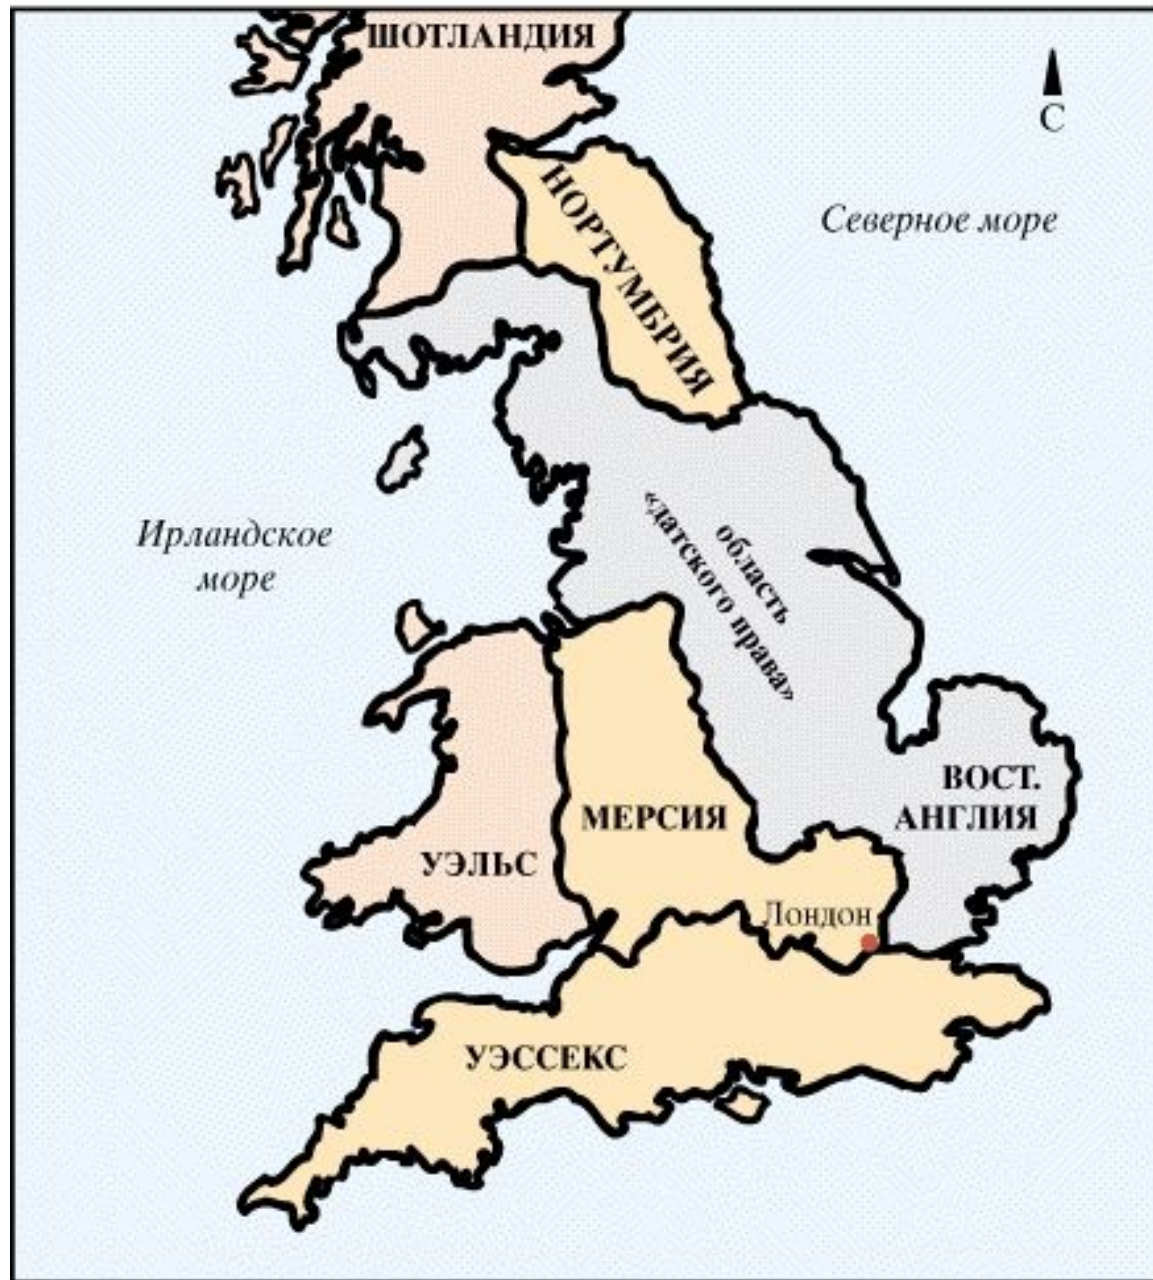 ШОТЛАНДИЯ
С
НОРТУМБРИЯ
Северное море
Ирландское
море
область
«датского права»
ВОСТ.
АНГЛИЯ
МЕРСИЯ
УЭЛЬС
Лондон
УЭССЕКС